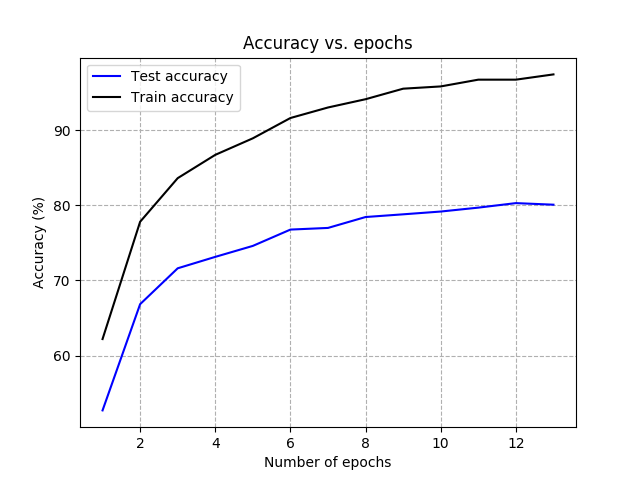 Accuracy vs. epochs
Test accuracy
Train accuracy
90
80
70
60
Accuracy (%)
2 4 6 8 10 12
Number of epochs